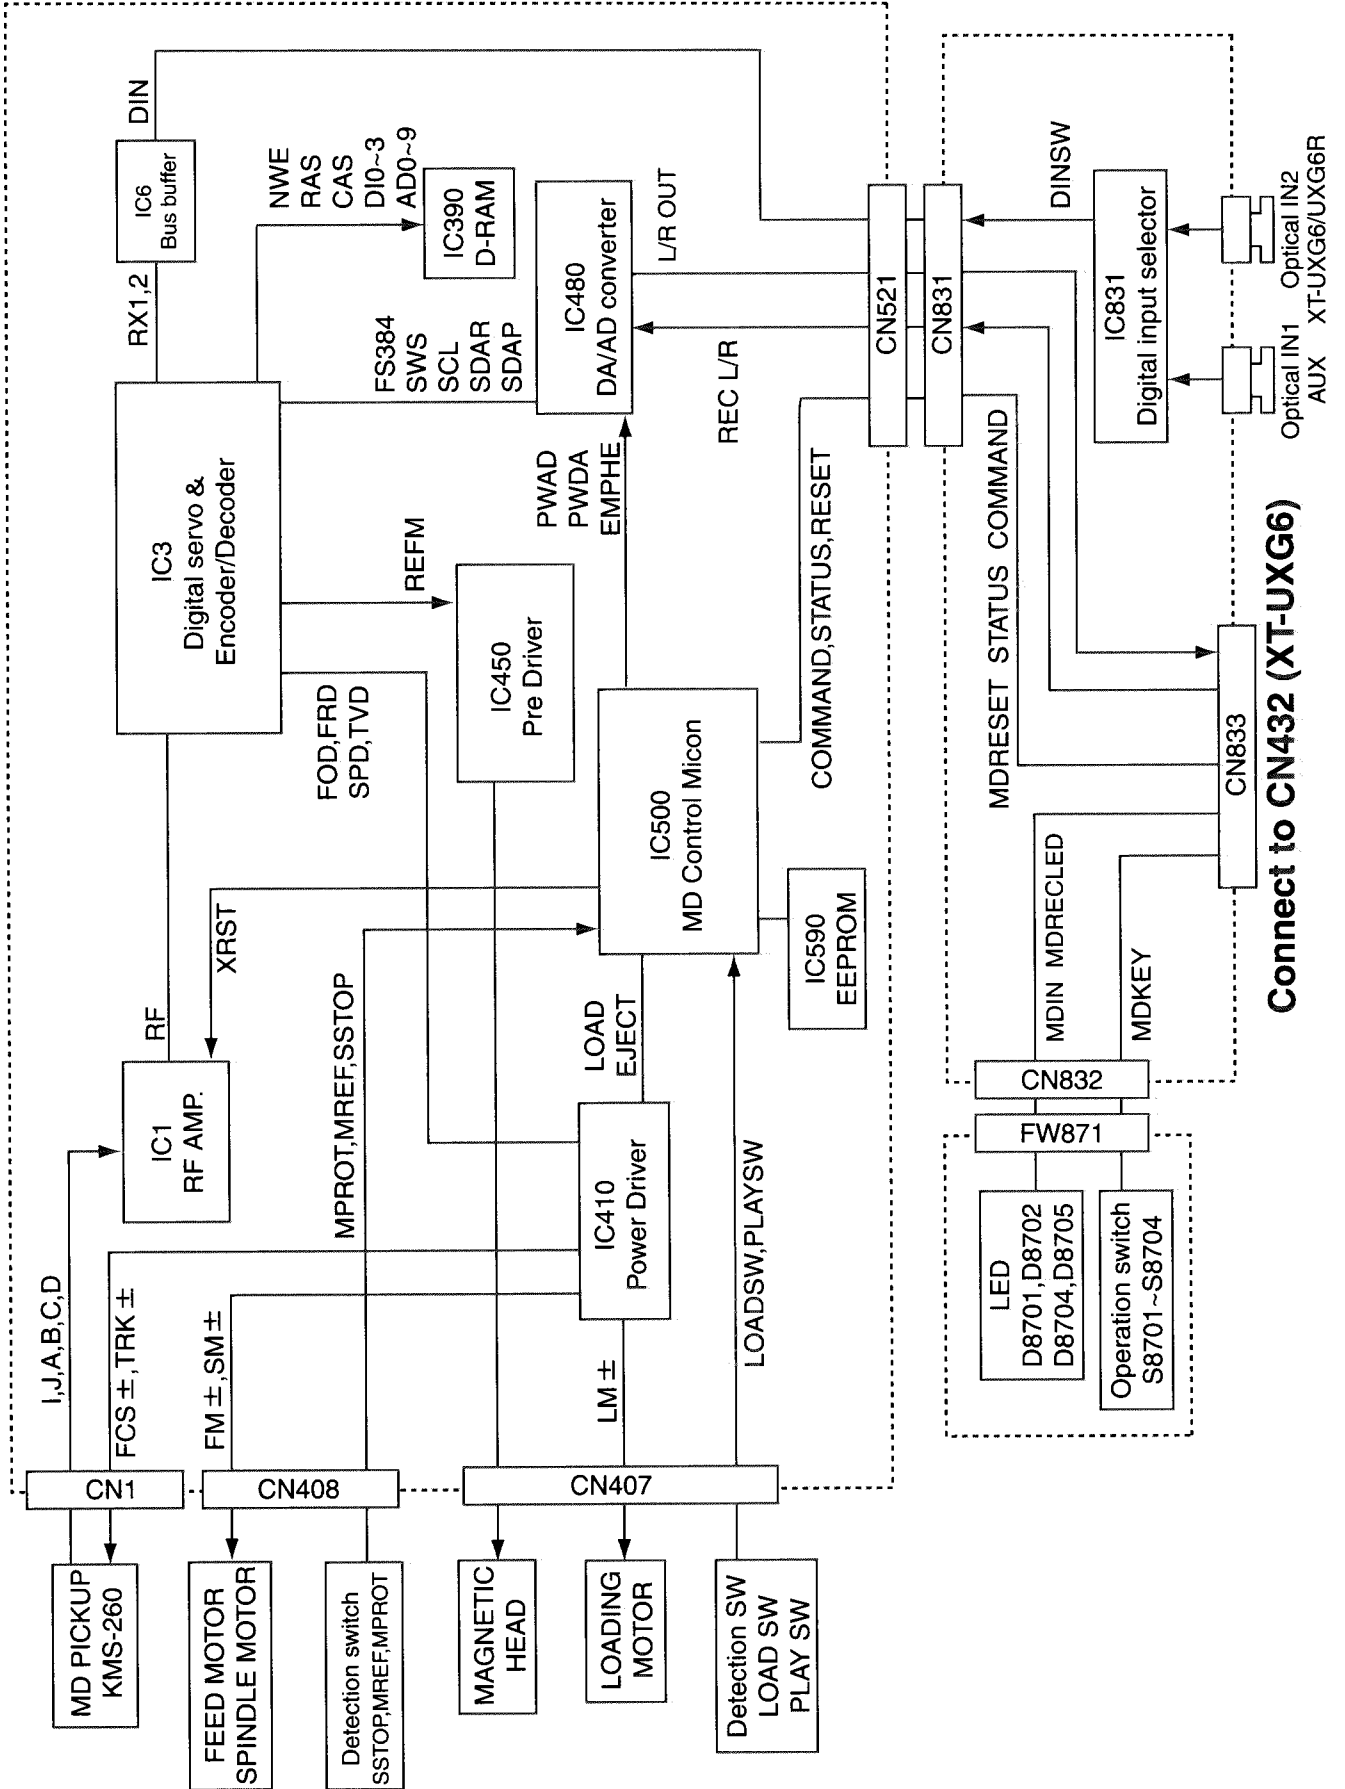 MD PICKUP
KMS-260
CN1
I,J,A,B,C,D
FCS ±,TRK ±
IC1
RF AMP.
RF
XRST
IC3
Digital servo &
Encoder/Decoder
RX1,2
IC6
Bus buffer
DIN
NWE
RAS
CAS
DI0~3
AD0~9
IC390
D-RAM
FEED MOTOR
SPINDLE MOTOR
Detection switch
SSTOP,MREF,MPROT
CN408
FM ±,SM ±
MPROT,MREF,SSTOP
FOD,FRD
SPD,TVD
REFM
IC450
Pre Driver
FS384
SWS
SCL
SDAR
SDAP
IC480
DA/AD converter
L/R OUT
REC L/R
MAGNETIC
HEAD
LOADING
MOTOR
Detection SW
LOAD SW
PLAY SW
CN407
LM ±
IC410
Power Driver
LOAD
EJECT
IC500
MD Control Micon
PWAD
PWDA
EMPHE
LOADSW,PLAYSW
IC590
EEPROM
COMMAND,STATUS,RESET
CN521
CN831
LED
D8701,D8702
D8704,D8705
Operation switch
S8701~S8704
FW871
CN832
MDIN MDRECLED
MDKEY
MDRESET STATUS COMMAND
CN833
DINSW
IC831
Digital input selector
Optical IN1
AUX
Optical IN2
XT-UXG6/UXG6R
Connect to CN432 (XT-UXG6)